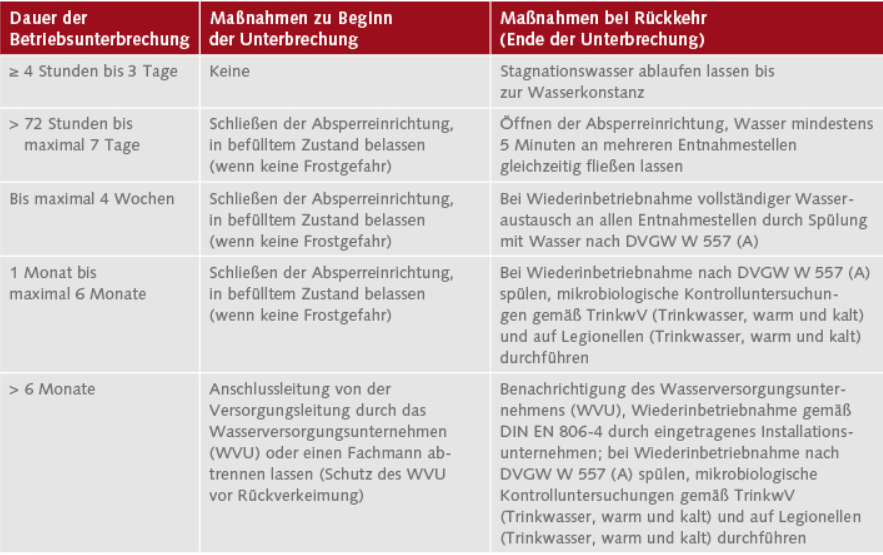 Dauer der
Betriebsunterbrechung
Maßnahmen zu Beginn
der Unterbrechung
Maßnahmen bei Rückkehr
(Ende der Unterbrechung)
≥ 4 Stunden bis 3 Tage
Keine
Stagnationswasser ablaufen lassen bis
zur Wasserkonstanz
> 72 Stunden bis
maximal 7 Tage
Schließen der Absperreinrichtung,
in befülltem Zustand belassen
(wenn keine Frostgefahr)
Öffnen der Absperreinrichtung, Wasser mindestens
5 Minuten an mehreren Entnahmestellen
gleichzeitig fließen lassen
Bis maximal 4 Wochen
Schließen der Absperreinrichtung,
in befülltem Zustand belassen
(wenn keine Frostgefahr)
Bei Wiederinbetriebnahme vollständiger Wasser-
austausch an allen Entnahmestellen durch Spülung
mit Wasser nach DVGW W 557 (A)
1 Monat bis
maximal 6 Monate
Schließen der Absperreinrichtung,
in befülltem Zustand belassen
(wenn keine Frostgefahr)
Bei Wiederinbetriebnahme nach DVGW W 557 (A)
spülen, mikrobiologische Kontrolluntersuchun-
gen gemäß TrinkwV (Trinkwasser, warm und kalt)
und auf Legionellen (Trinkwasser, warm und kalt)
durchführen
> 6 Monate
Anschlussleitung von der
Versorgungsleitung durch das
Wasserversorgungsunternehmen
(WVU) oder einen Fachmann ab-
trennen lassen (Schutz des WVU
vor Rückverkeimung)
Benachrichtigung des Wasserversorgungsunter-
nehmens (WVU), Wiederinbetriebnahme gemäß
DIN EN 806-4 durch eingetragenes Installations-
unternehmen; bei Wiederinbetriebnahme nach
DVGW W 557 (A) spülen, mikrobiologische
Kontrolluntersuchungen gemäß TrinkwV
(Trinkwasser, warm und kalt) und auf Legionellen
(Trinkwasser, warm und kalt) durchführen